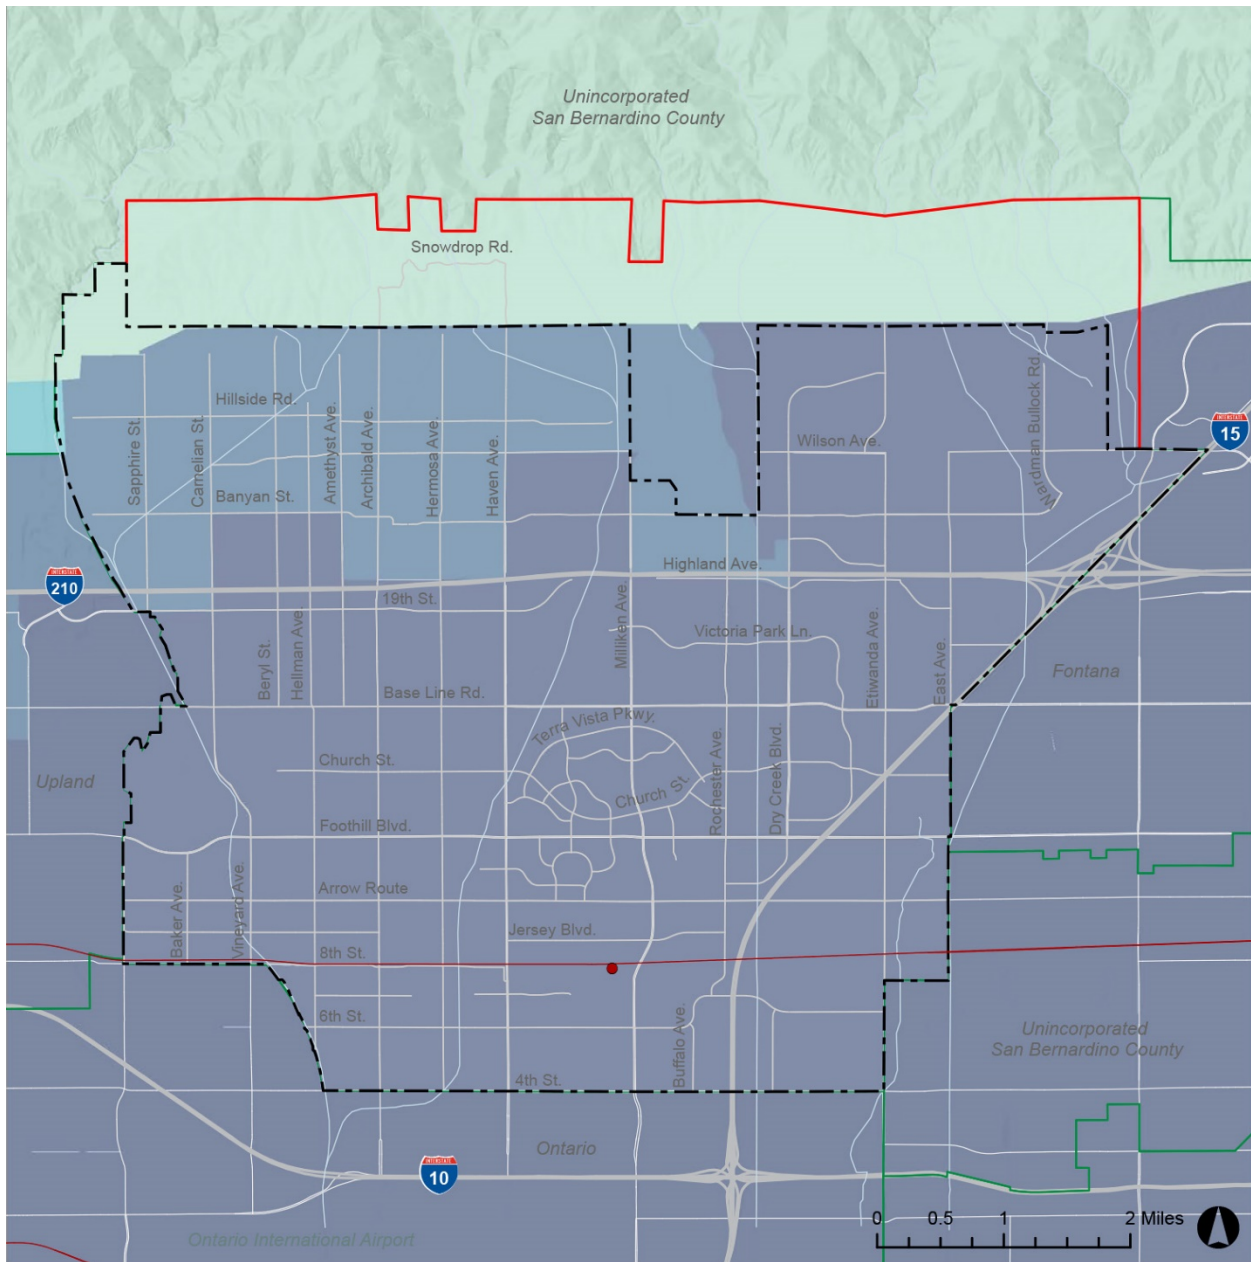 Unincorporated
San Bernardino County
Snowdrop Rd.
Hillside Rd.
Sapphire St.
Carnelian St.
Amethyst Ave.
Archibald Ave.
Hermosa Ave.
Haven Ave.
Wilson Ave.
Wardman Bullock Rd.
INTERSTATE
15
Banyan St.
INTERSTATE
210
Highland Ave.
19th St.
Beryl St.
Hellman Ave.
Milliken Ave.
Victoria Park Ln.
Etiwanda Ave.
East Ave.
Fontana
Base Line Rd.
Terra Vista Pkwy.
Upland
Church St.
Church St.
Rochester Ave.
Dry Creek Blvd.
Foothill Blvd.
Baker Ave.
Vineyard Ave.
Arrow Route
Jersey Blvd.
8th St.
6th St.
Buffalo Ave.
Unincorporated
San Bernardino County
4th St.
Ontario
INTERSTATE
10
Ontario International Airport
0 0.5 1 2 Miles